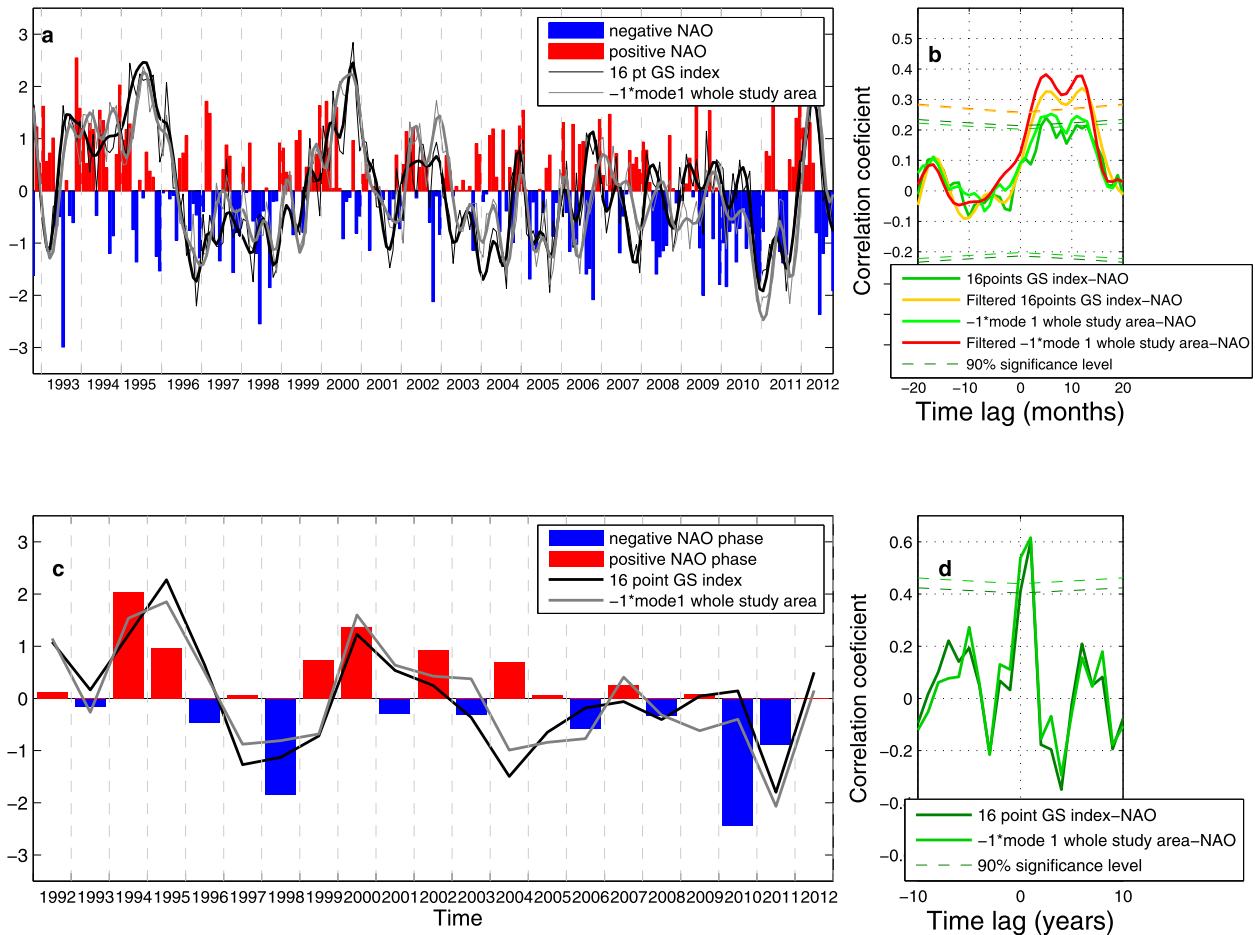 a
3
2
1
0
−1
−2
−3
negative NAO
positive NAO
16 pt GS index
−1*mode1 whole study area
1993 1994 1995 1996 1997 1998 1999 2000 2001 2002 2003 2004 2005 2006 2007 2008 2009 2010 2012
b
Correlation coeficient
0.5
0.4
0.3
0.2
0.1
0
−0.1
−0.2
16points GS index−NAO
Filtered 16points GS index−NAO
−1*mode 1 whole study area−NAO
Filtered −1*mode 1 whole study area−NAO
90% significance level
−20 −10 0 10 20
Time lag (months)
c
3
2
1
0
−1
−2
−3
negative NAO phase
positive NAO phase
16 point GS index
−1*mode1 whole study area
1992 1993 1994 1995 1996 1997 1998 1999 2000 2001 2002 2003 2004 2005 2006 2007 2008 2009 2010 2011 2012
Time
d
Correlation coeficient
0.6
0.4
0.2
0
−0.2
−0.
−0.
16 point GS index−NAO
−1*mode 1 whole study area−NAO
90% significance level
−10 0 10
Time lag (years)